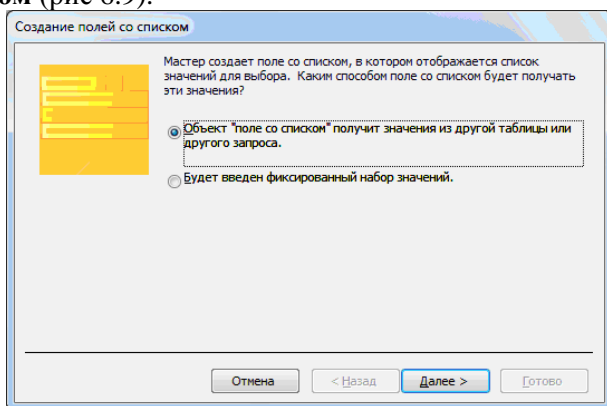 ом (рис 6.9).
Создание полей со списком
Мастер создает поле со списком, в котором отображается список
значений для выбора. Каким способом поле со списком будет получать
эти значения?
Объект "поле со списком" получит значения из другой таблицы или
другого запроса.
Будет введен фиксированный набор значений.
Отмена < Назад Далее > Готово